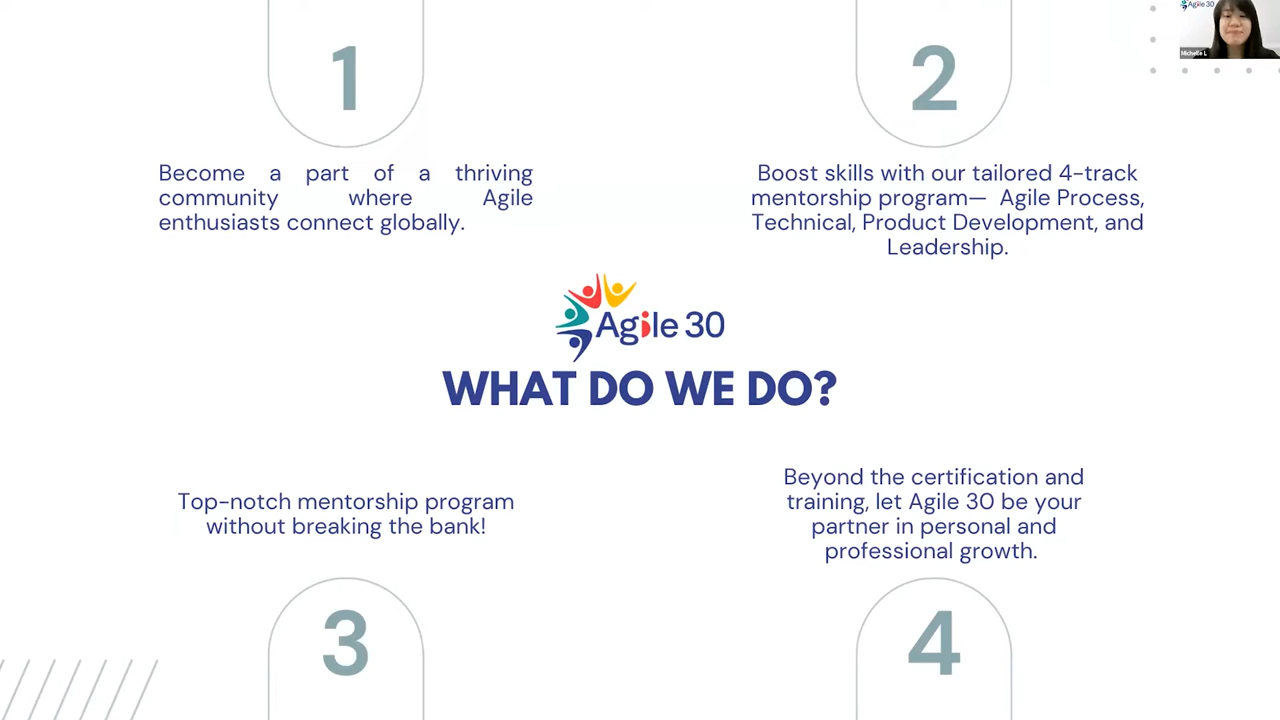 1
Become a part of a thriving
community where Agile
enthusiasts connect globally.
2
Boost skills with our tailored 4-track
mentorship program— Agile Process,
Technical, Product Development, and
Leadership.
Agile 30
Michelle L
Agile 30
WHAT DO WE DO?
Top-notch mentorship program
without breaking the bank!
3
Beyond the certification and
training, let Agile 30 be your
partner in personal and
professional growth.
4